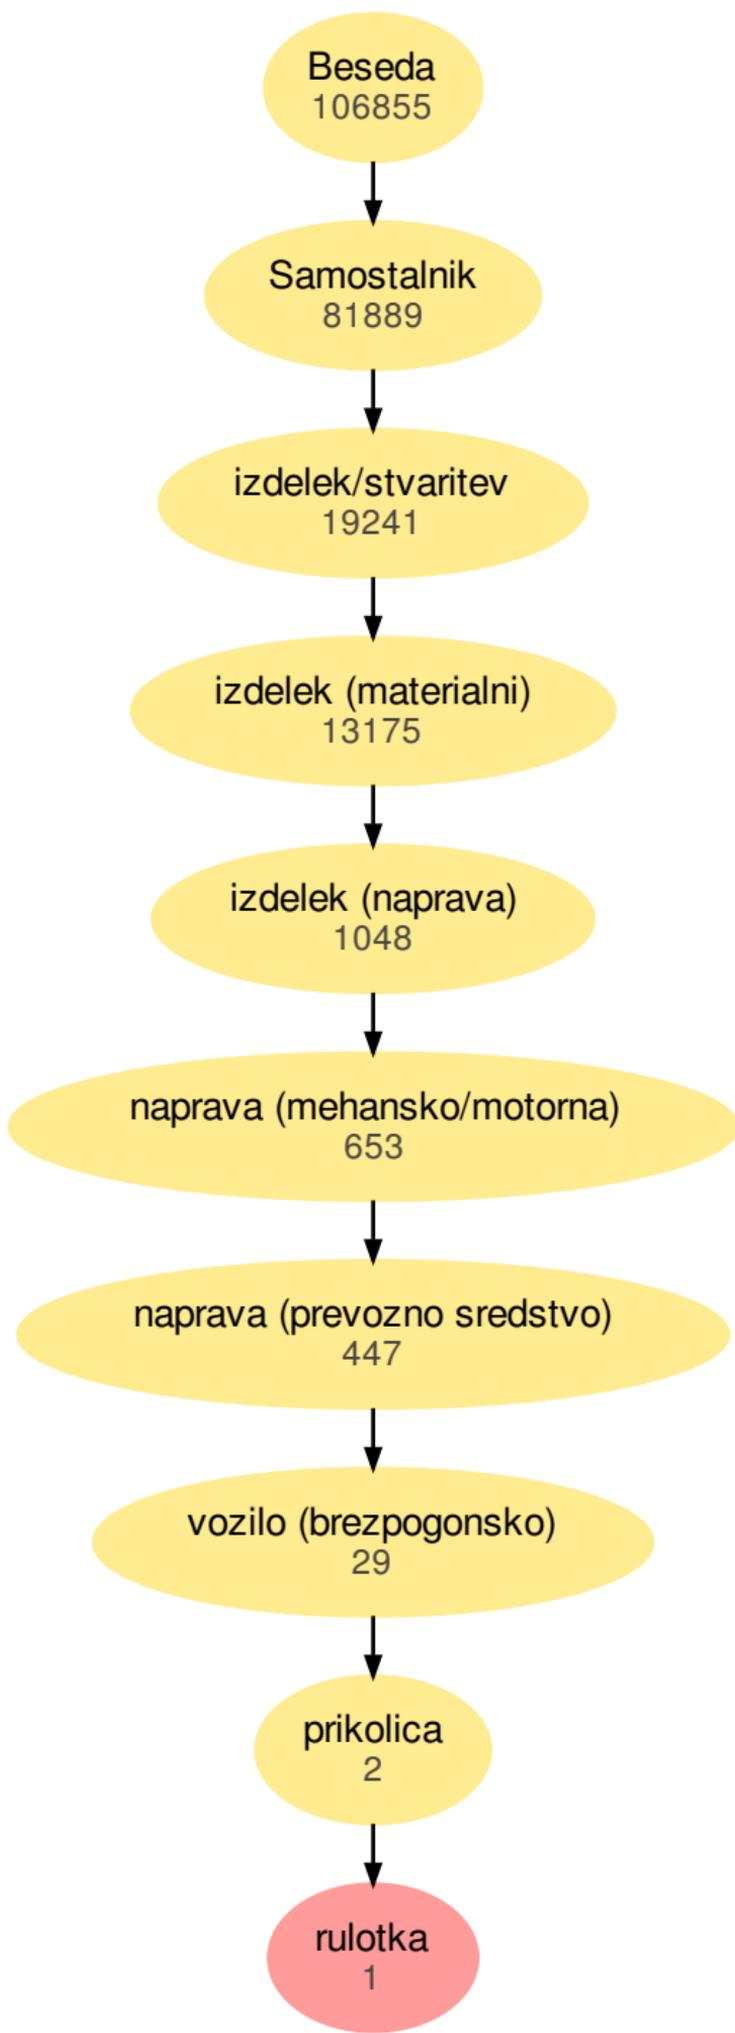 Beseda
106855
Samostalnik
81889
izdelek/stvaritev
19241
izdelek (materialni)
13175
izdelek (naprava)
1048
naprava (mehansko/motorna)
653
naprava (prevozno sredstvo)
447
vozilo (brezpogonsko)
29
prikolica
2
rulotka
1